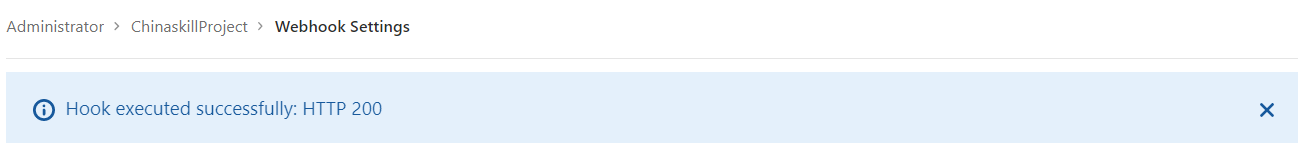 Administrator > ChinaskillProject > Webhook Settings
Hook executed successfully: HTTP 200